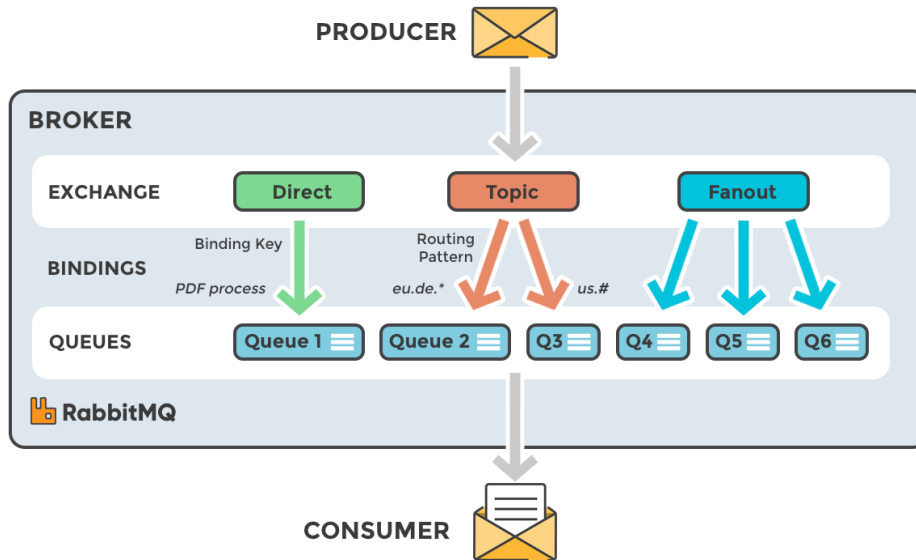 PRODUCER
BROKER
EXCHANGE
Direct
Topic
Fanout
Binding Key
Routing
Pattern
BINDINGS
PDF process
eu.de.*
us.#
QUEUES
Queue 1
Queue 2
Q3
Q4
Q5
Q6
RabbitMQ
CONSUMER